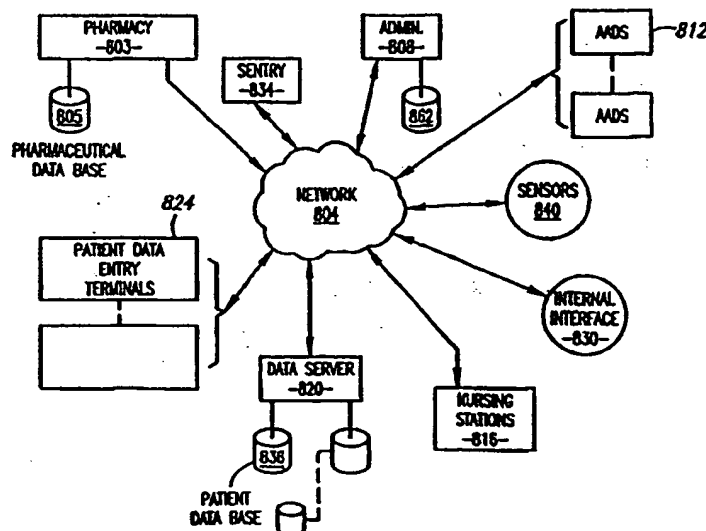 PHARMACY
-803-
805
PHARMACEUTICAL
DATA BASE
SENTRY
-834-
ADMIN.
-808-
862
AADS
812
AADS
NETWORK
804
SENSORS
840
824
PATIENT DATA
ENTRY
TERMINALS
INTERNAL
INTERFACE
-830-
DATA SERVER
-820-
NURSING
STATIONS
-816-
838
PATIENT
DATA BASE